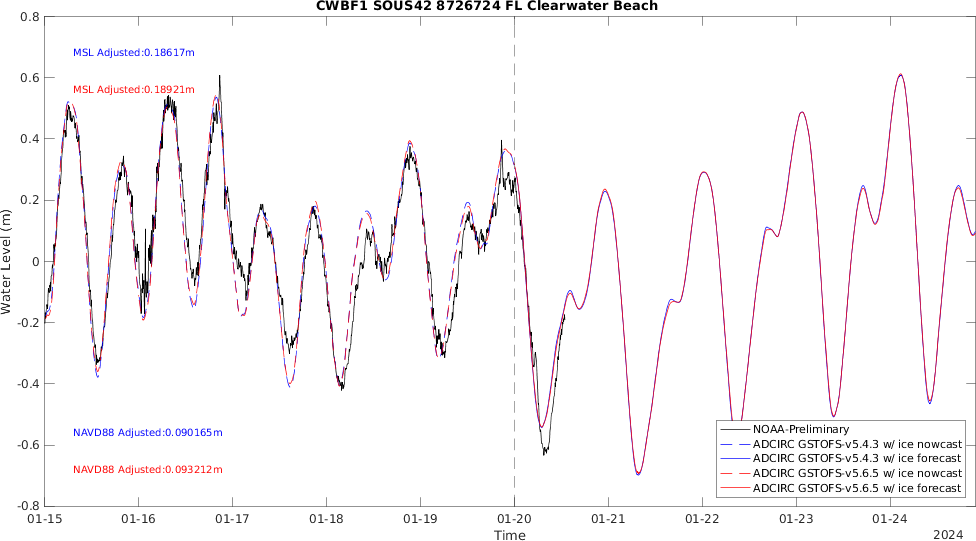 CWBF1 SOUS42 8726724 FL Clearwater Beach
0.8
0.6
0.4
0.2
0
-0.2
-0.4
-0.6
-0.8
Water Level (m)
MSL Adjusted:0.18617m
MSL Adjusted:0.18921m
NAVD88 Adjusted:0.090165m
NAVD88 Adjusted:0.093212m
NOAA-Preliminary
ADCIRC GSTOFS-v5.4.3 w/ ice nowcast
ADCIRC GSTOFS-v5.4.3 w/ ice forecast
ADCIRC GSTOFS-v5.6.5 w/ ice nowcast
ADCIRC GSTOFS-v5.6.5 w/ ice forecast
01-15 01-16 01-17 01-18 01-19 01-20 01-21 01-22 01-23 01-24
Time
2024